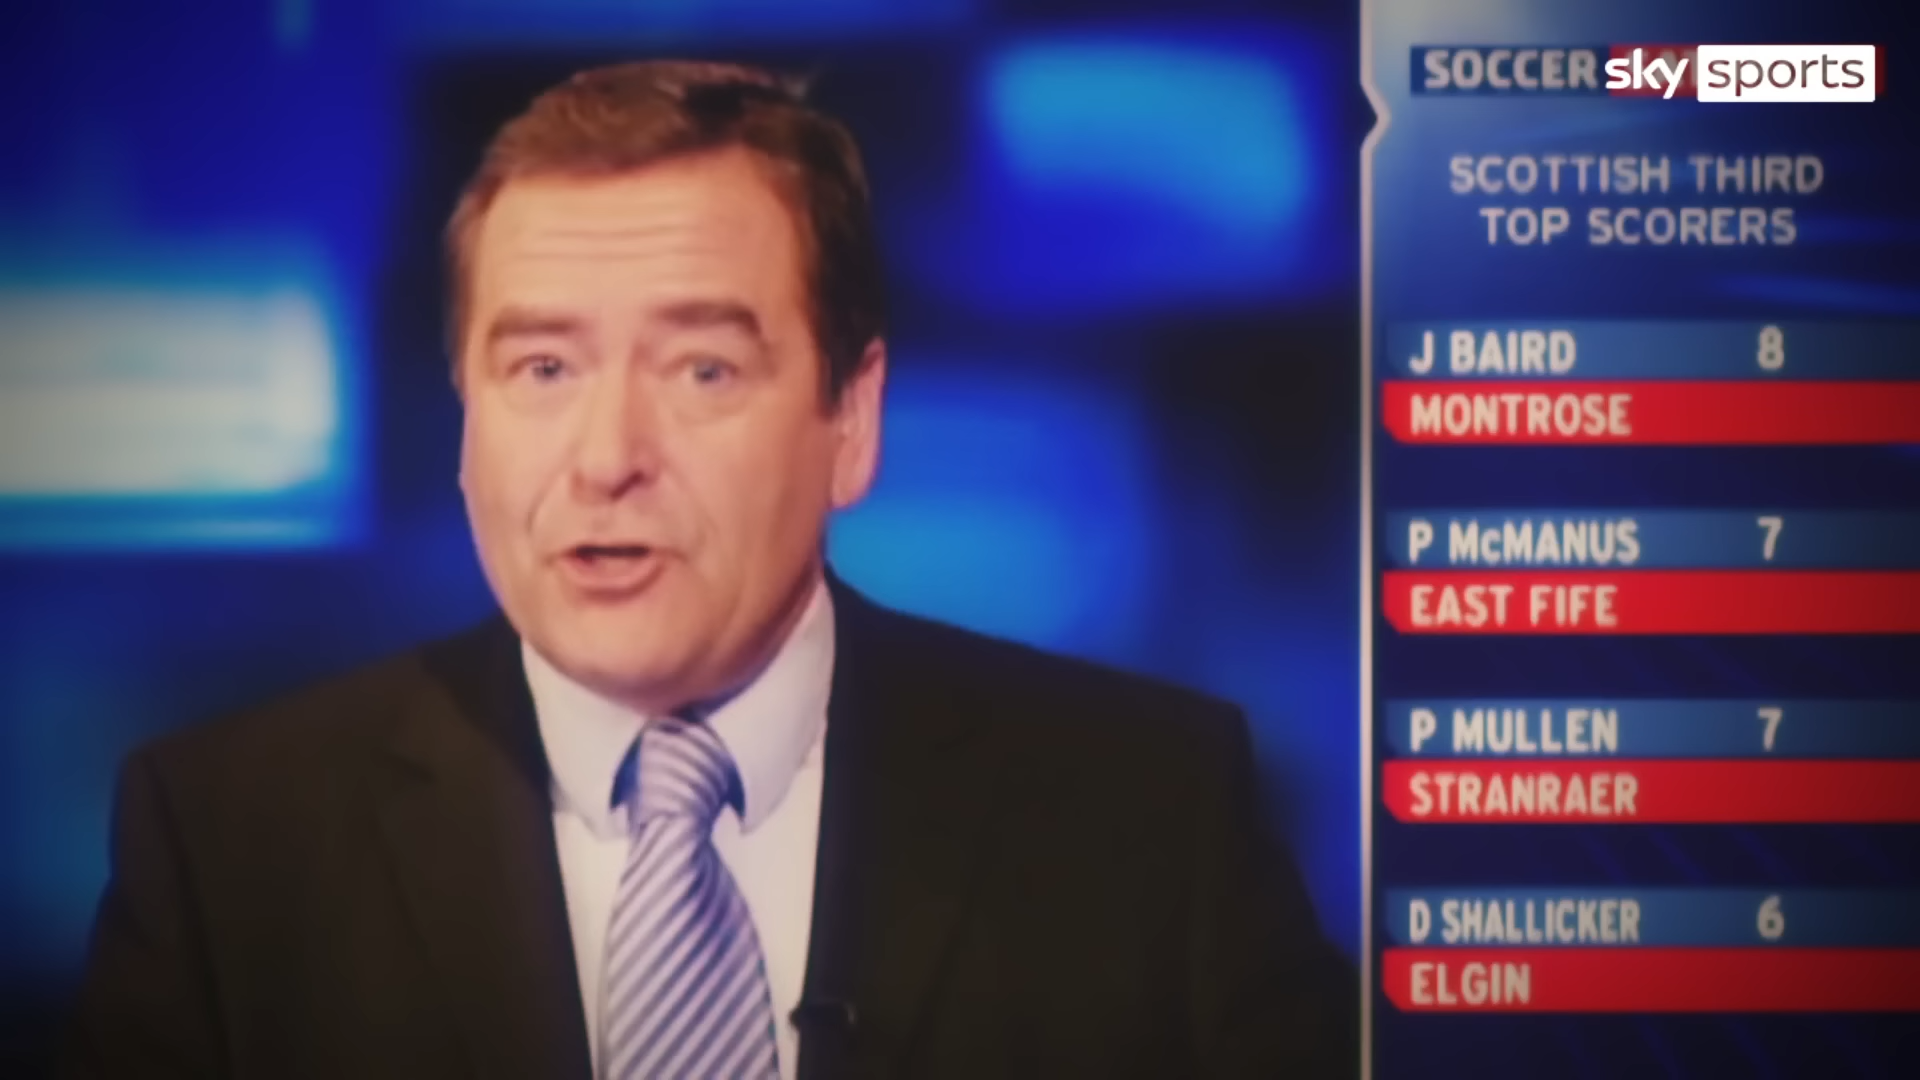 SOCCER
sky sports
SCOTTISH THIRD
TOP SCORERS
J BAIRD 8
MONTROSE
P McMANUS 7
EAST FIFE
P MULLEN 7
STRANRAER
D SHALLICKER 6
ELGIN